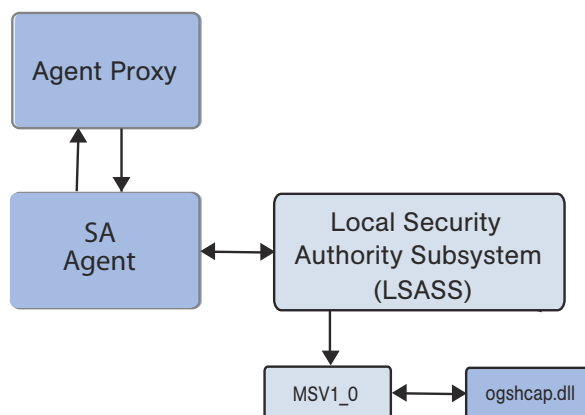 Agent Proxy
SA
Agent
Local Security
Authority Subsystem
(LSASS)
MSV1_0
ogshcap.dll